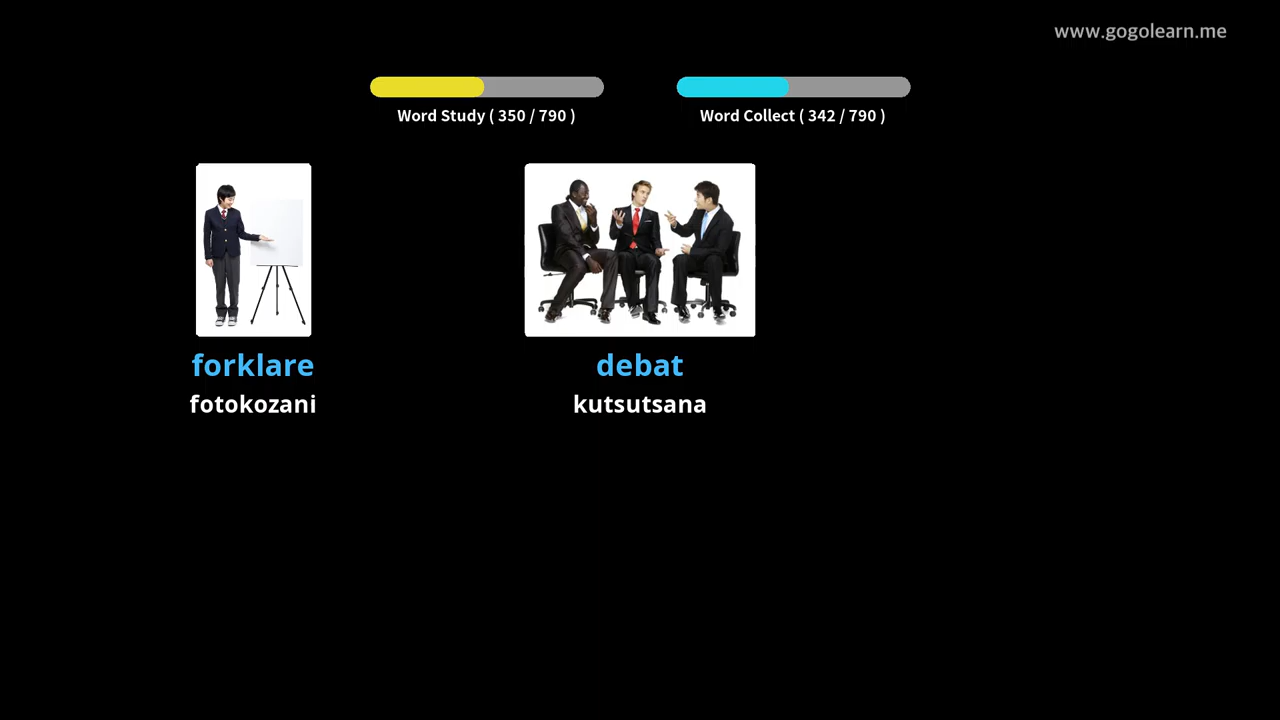 www.gogolearn.me
Word Study ( 350 / 790 )
Word Collect ( 342 / 790 )
forklare
fotokozani
debat
kutsutsana